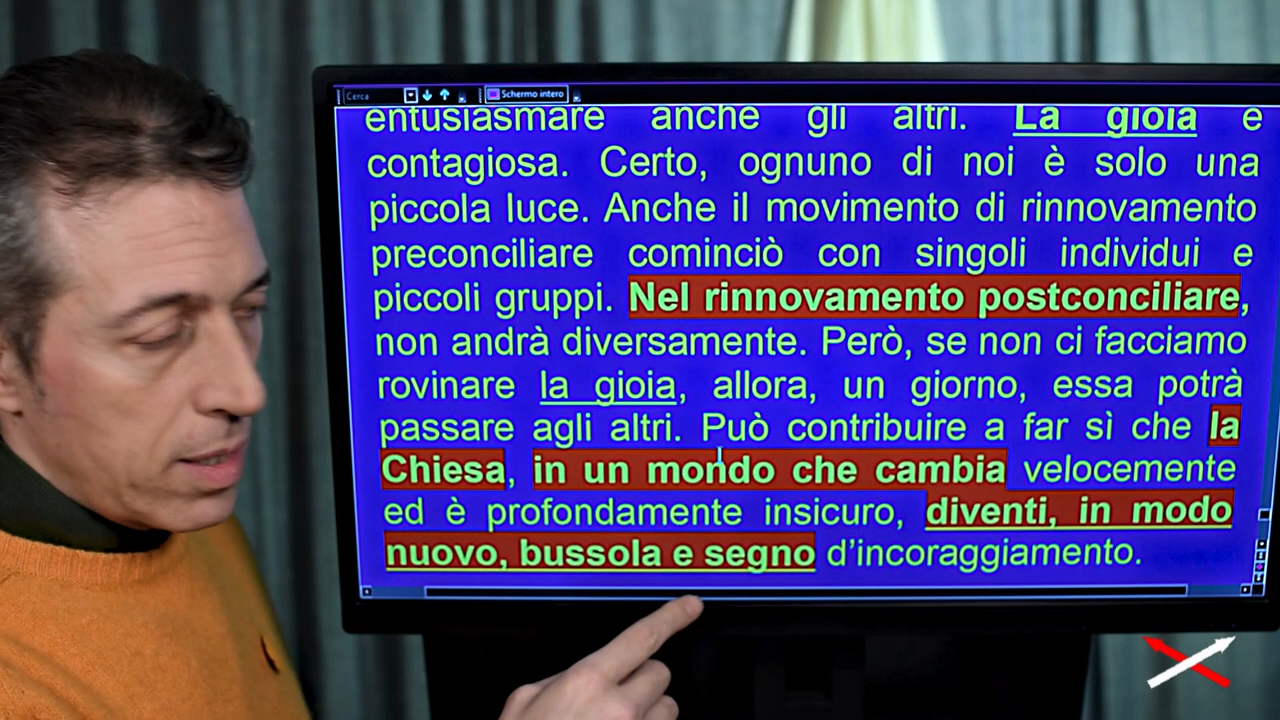 Cerca
Schermo intero
entusiasmare anche gli altri. La gioia è
contagiosa. Certo, ognuno di noi è solo una
piccola luce. Anche il movimento di rinnovamento
preconciliare cominciò con singoli individui e
piccoli gruppi. Nel rinnovamento postconciliare,
non andrà diversamente. Però, se non ci facciamo
rovinare la gioia, allora, un giorno, essa potrà
passare agli altri. Può contribuire a far sì che la
Chiesa, in un mondo che cambia velocemente
ed è profondamente insicuro, diventi, in modo
nuovo, bussola e segno d’incoraggiamento.